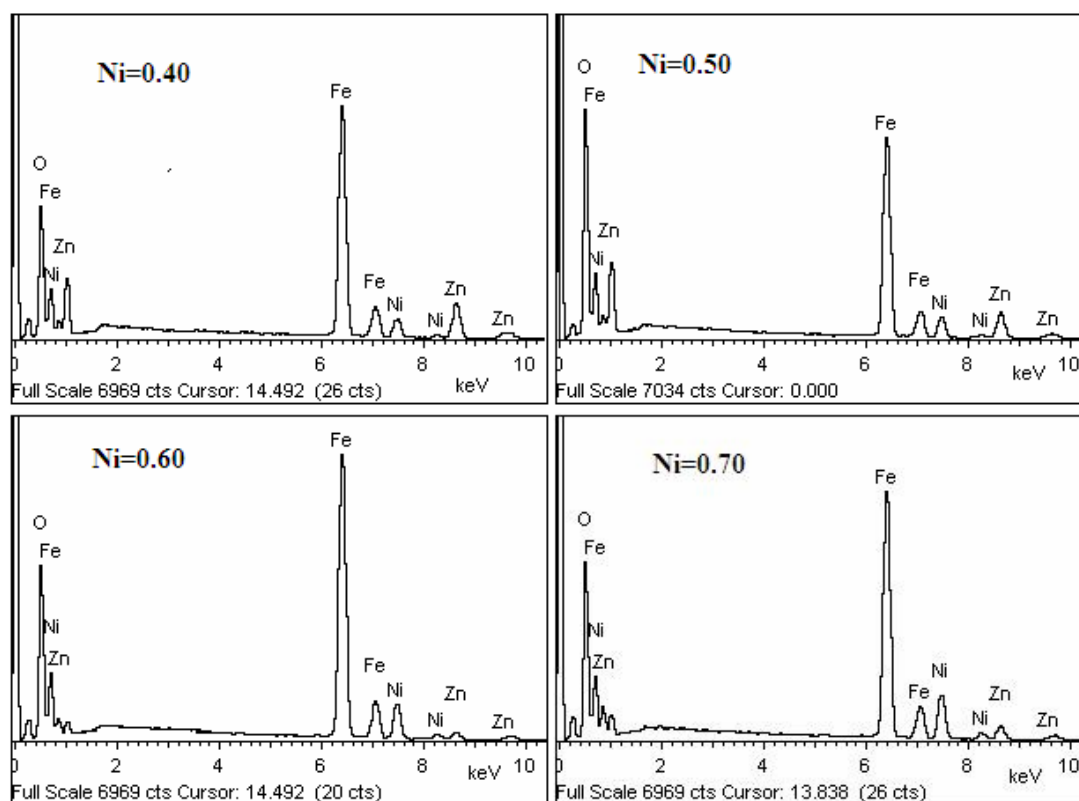 Ni=0.40
Fe
O
Fe
Zn
Ni
Fe
Ni
Ni
Zn
Zn
2 4 6 8 10
keV
Full Scale 6969 cts Cursor: 14.492 (26 cts)
Ni=0.50
O
Fe
Fe
Zn
Ni
Fe
Ni
Ni
Zn
Zn
0 2 4 6 8 10
keV
Full Scale 7034 cts Cursor: 0.000
Ni=0.60
Fe
O
Fe
Ni
Zn
Fe
Ni
Ni
Zn
Zn
2 4 6 8 10
keV
Full Scale 6969 cts Cursor: 14.492 (20 cts)
Ni=0.70
Fe
O
Fe
Ni
Zn
Fe
Ni
Ni
Zn
Zn
0 2 4 6 8 10
keV
Full Scale 6969 cts Cursor: 13.838 (26 cts)